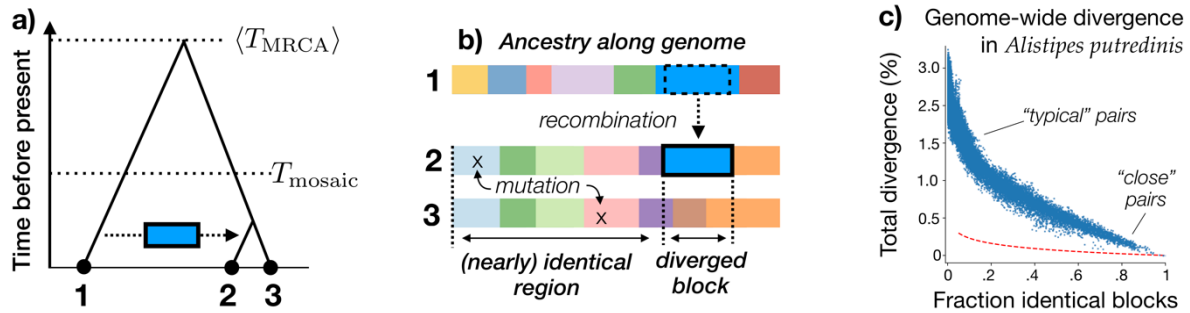 a)
Time before present
⟨T_MRCA⟩
T_mosaic
1
2
3
b)
Ancestry along genome
1
recombination
2
x
mutation
x
3
(nearly) identical
region
diverged
block
c)
Genome-wide divergence
in Alistipes putredinis
Total divergence (%)
3.0
2.5
1.5
1.0
0.5
0
"typical" pairs
"close"
pairs
0
.2
.4
.6
.8
1
Fraction identical blocks